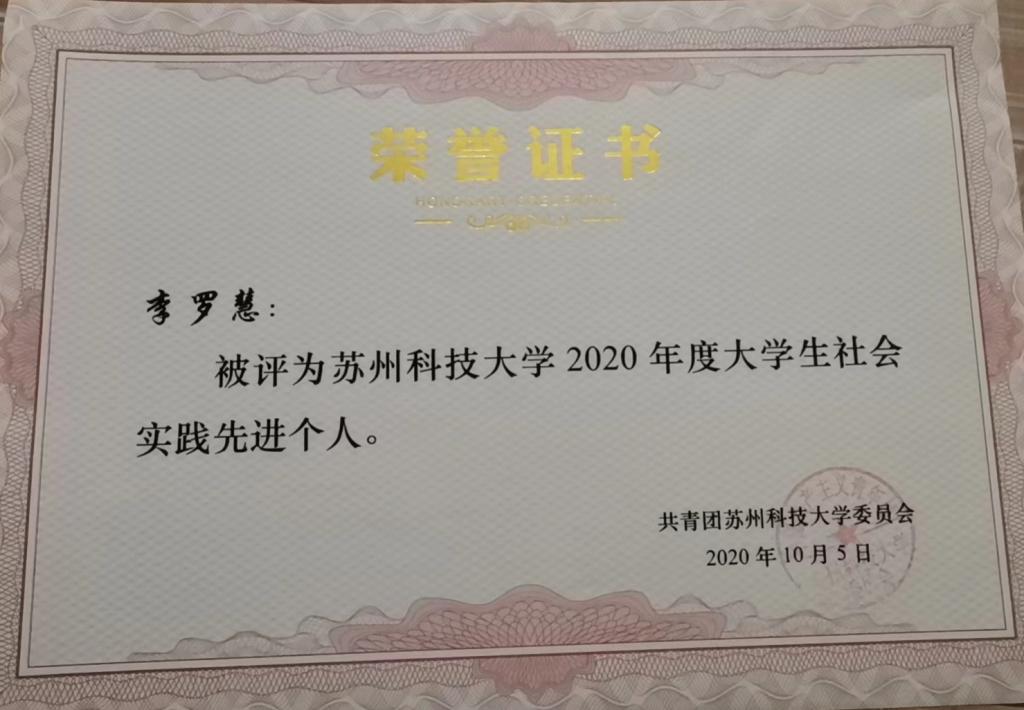 荣誉证书
HONORARY CREDENTIAL
李罗慧：
被评为苏州科技大学2020年度大学生社会
实践先进个人。
共青团苏州科技大学委员会
2020年10月5日